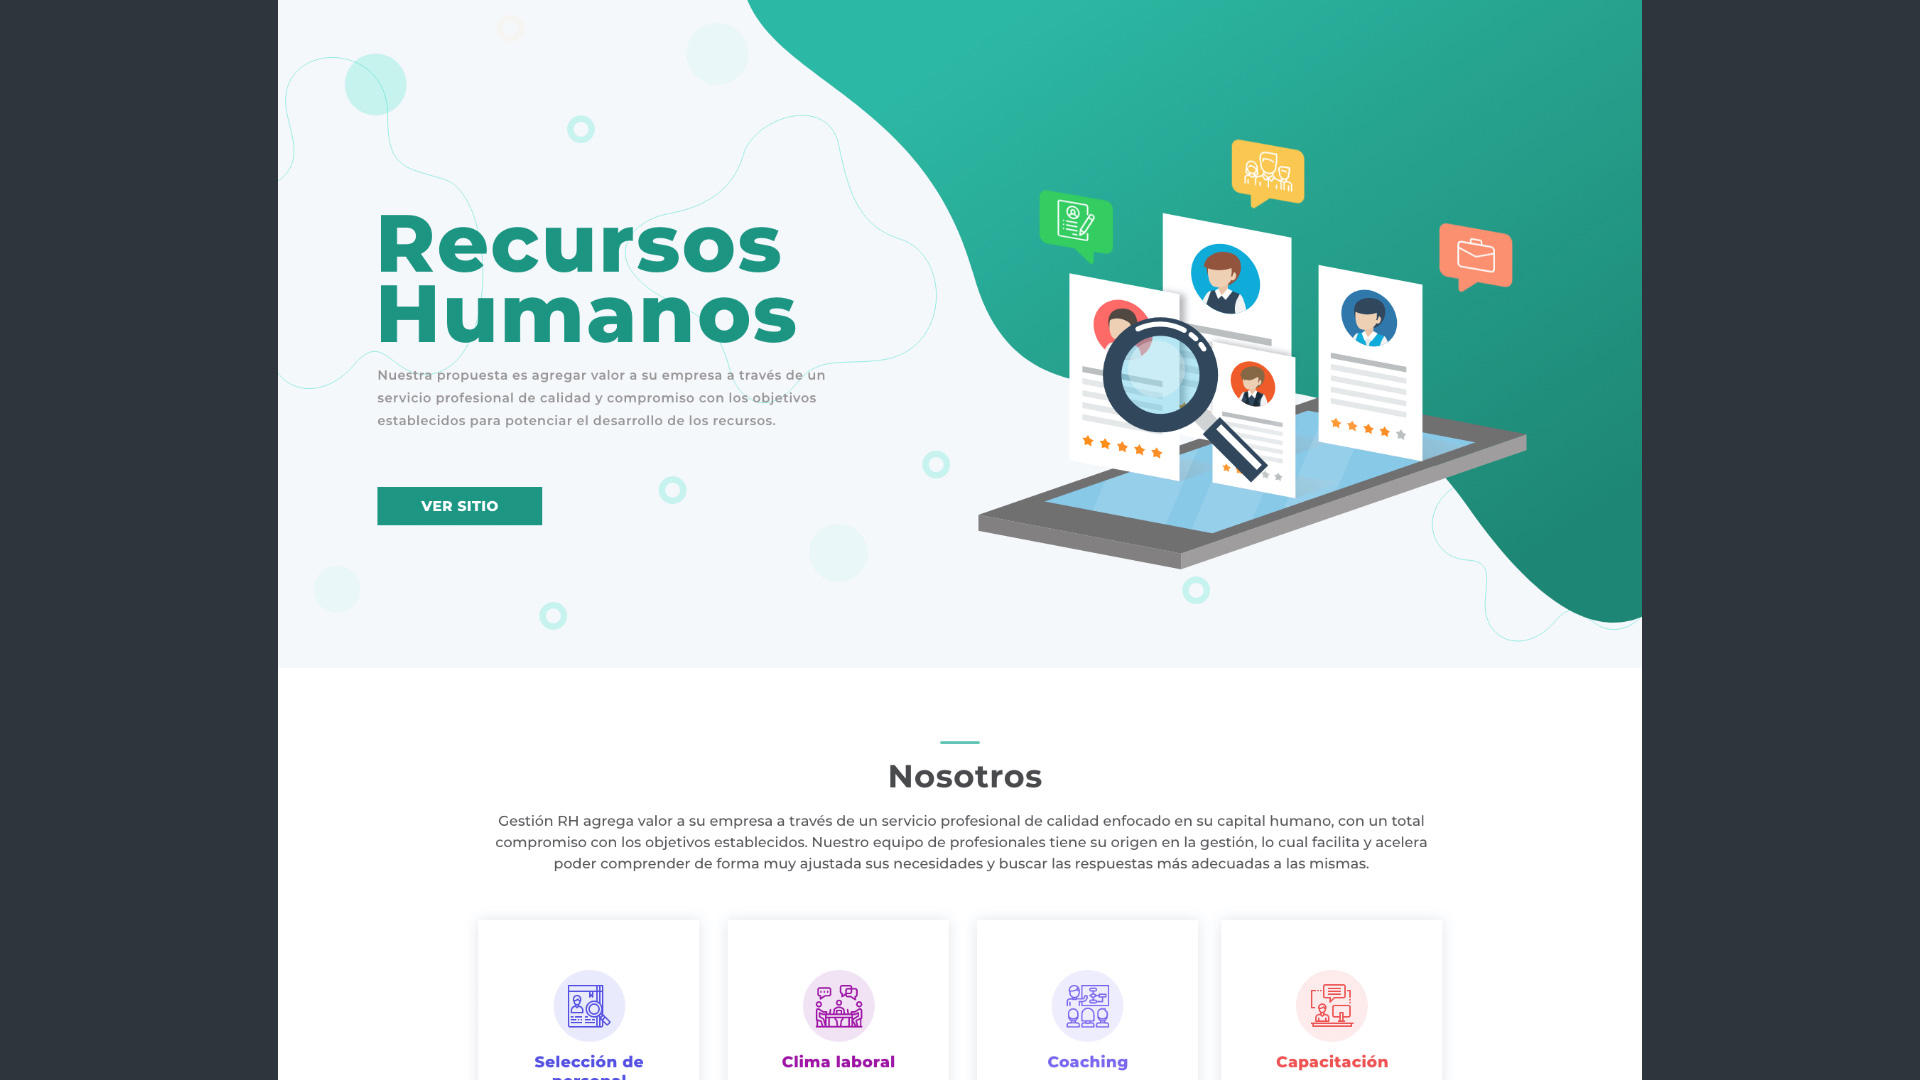 Recursos
Humanos
Nuestra propuesta es agregar valor a su empresa a través de un
servicio profesional de calidad y compromiso con los objetivos
establecidos para potenciar el desarrollo de los recursos.
VER SITIO
Nosotros
Gestión RH agrega valor a su empresa a través de un servicio profesional de calidad enfocado en su capital humano, con un total
compromiso con los objetivos establecidos. Nuestro equipo de profesionales tiene su origen en la gestión, lo cual facilita y acelera
poder comprender de forma muy ajustada sus necesidades y buscar las respuestas más adecuadas a las mismas.
Selección de
personal
Clima laboral
Coaching
Capacitación